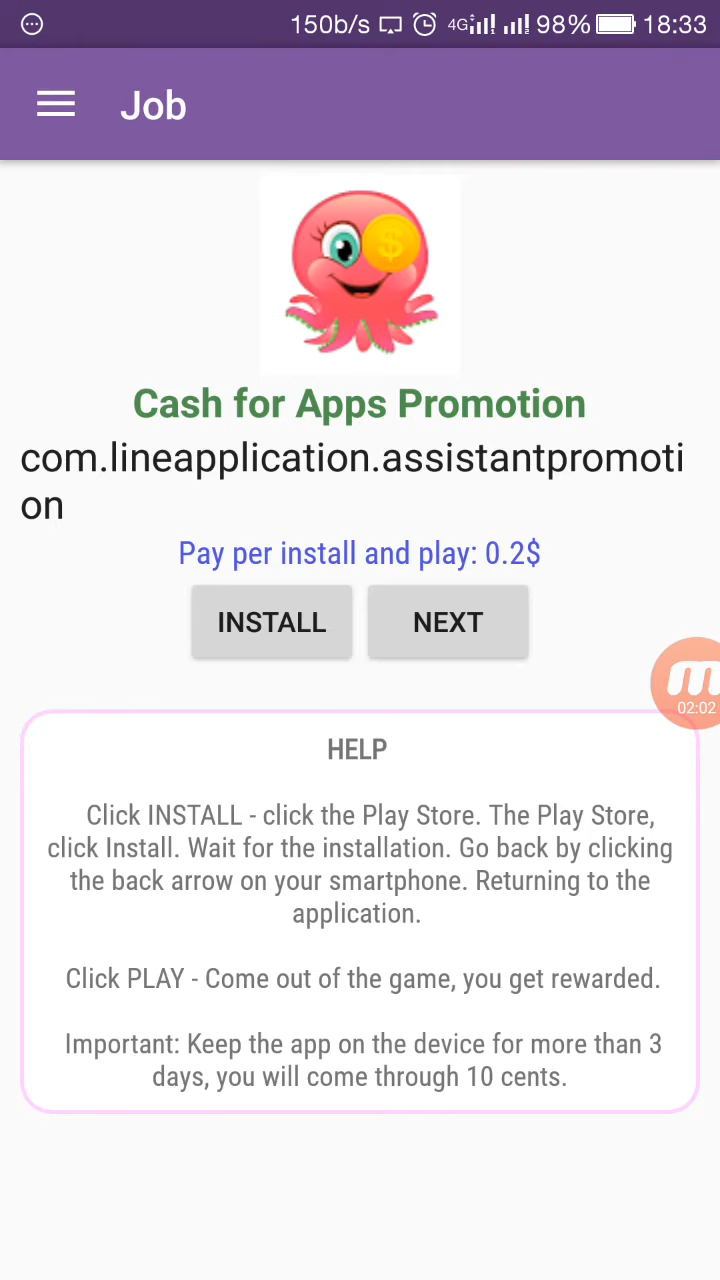 150b/s 4G 98% 18:33
Job
$
Cash for Apps Promotion
com.lineapplication.assistantpromoti
on
Pay per install and play: 0.2$
INSTALL NEXT
02:02
HELP
Click INSTALL - click the Play Store. The Play Store,
click Install. Wait for the installation. Go back by clicking
the back arrow on your smartphone. Returning to the
application.
Click PLAY - Come out of the game, you get rewarded.
Important: Keep the app on the device for more than 3
days, you will come through 10 cents.